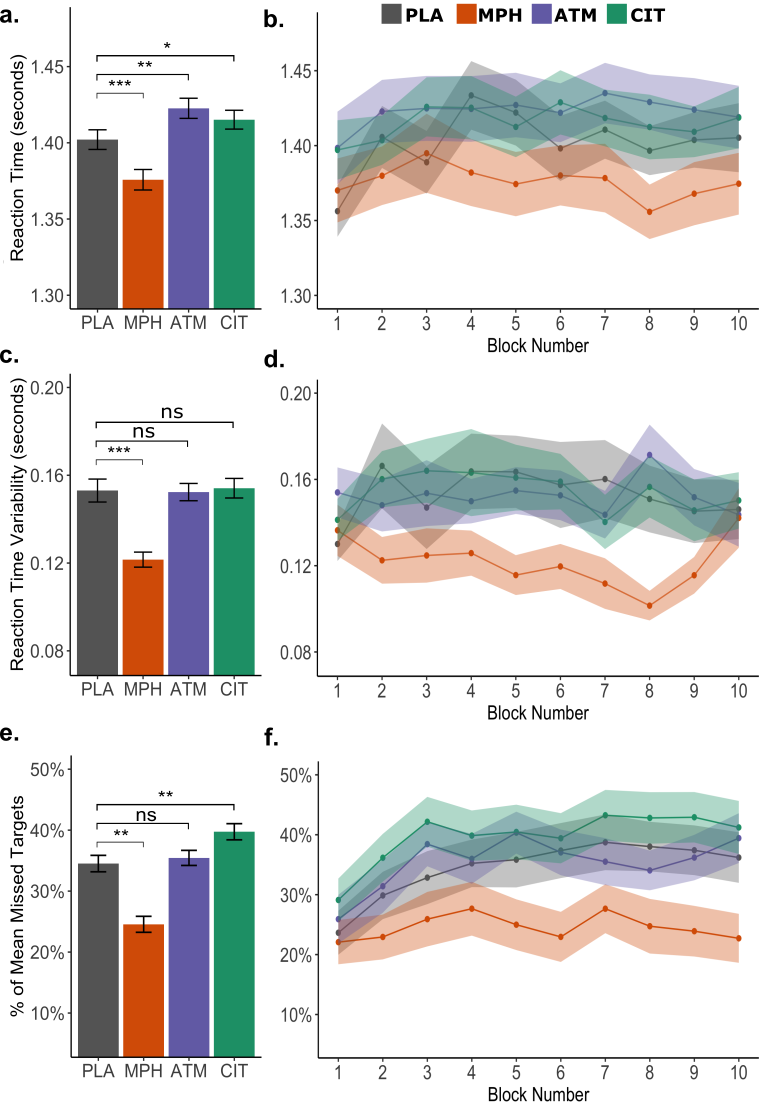 a.
Reaction Time (seconds)
1.45
1.40
1.35
1.30
*
**
***
PLA MPH ATM CIT
b.
PLA MPH ATM CIT
1.45
1.40
1.35
1.30
1 2 3 4 5 6 7 8 9 10
Block Number
c.
Reaction Time Variability (seconds)
0.20
0.16
0.12
0.08
ns
ns
***
PLA MPH ATM CIT
d.
0.20
0.16
0.12
0.08
1 2 3 4 5 6 7 8 9 10
Block Number
e.
% of Mean Missed Targets
50%
40%
30%
20%
10%
**
ns
**
PLA MPH ATM CIT
f.
50%
40%
30%
20%
10%
1 2 3 4 5 6 7 8 9 10
Block Number